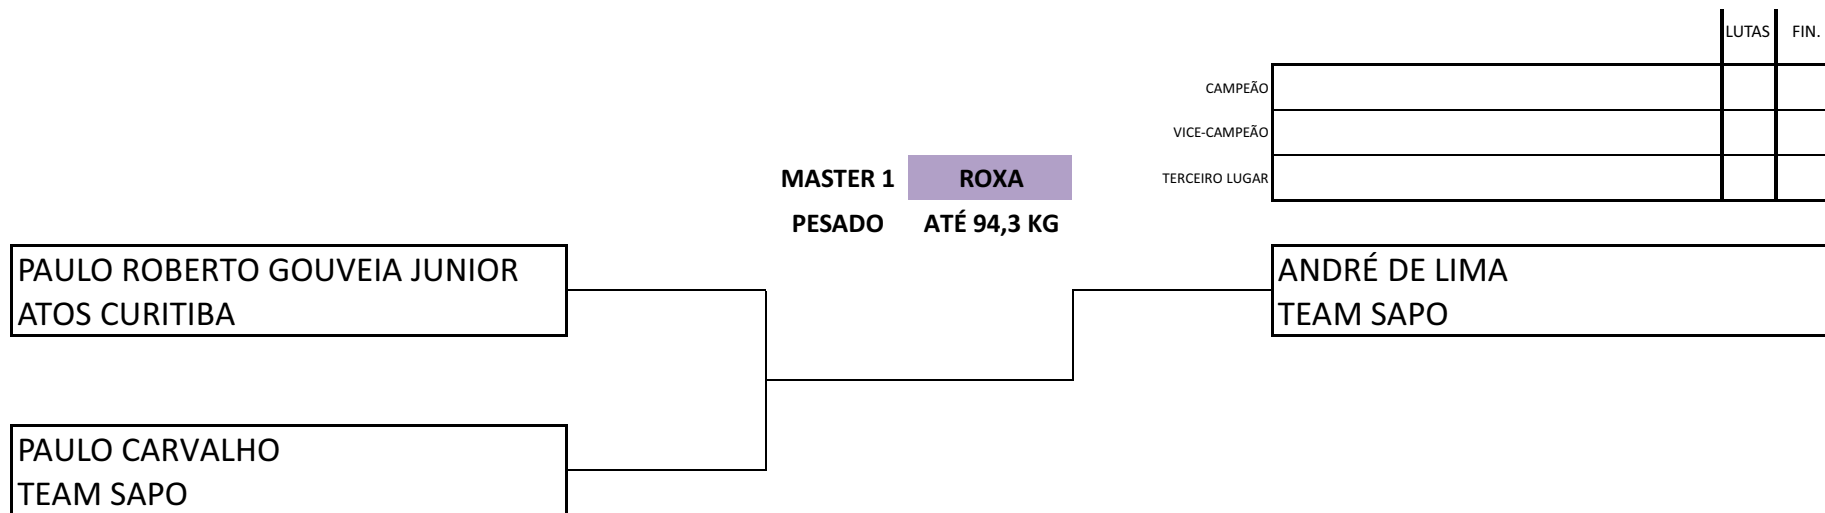 LUTAS FIN.
CAMPEÃO
VICE-CAMPEÃO
MASTER 1 ROXA TERCEIRO LUGAR
PESADO ATÉ 94,3 KG
PAULO ROBERTO GOUVEIA JUNIOR
ATOS CURITIBA
ANDRÉ DE LIMA
TEAM SAPO
PAULO CARVALHO
TEAM SAPO